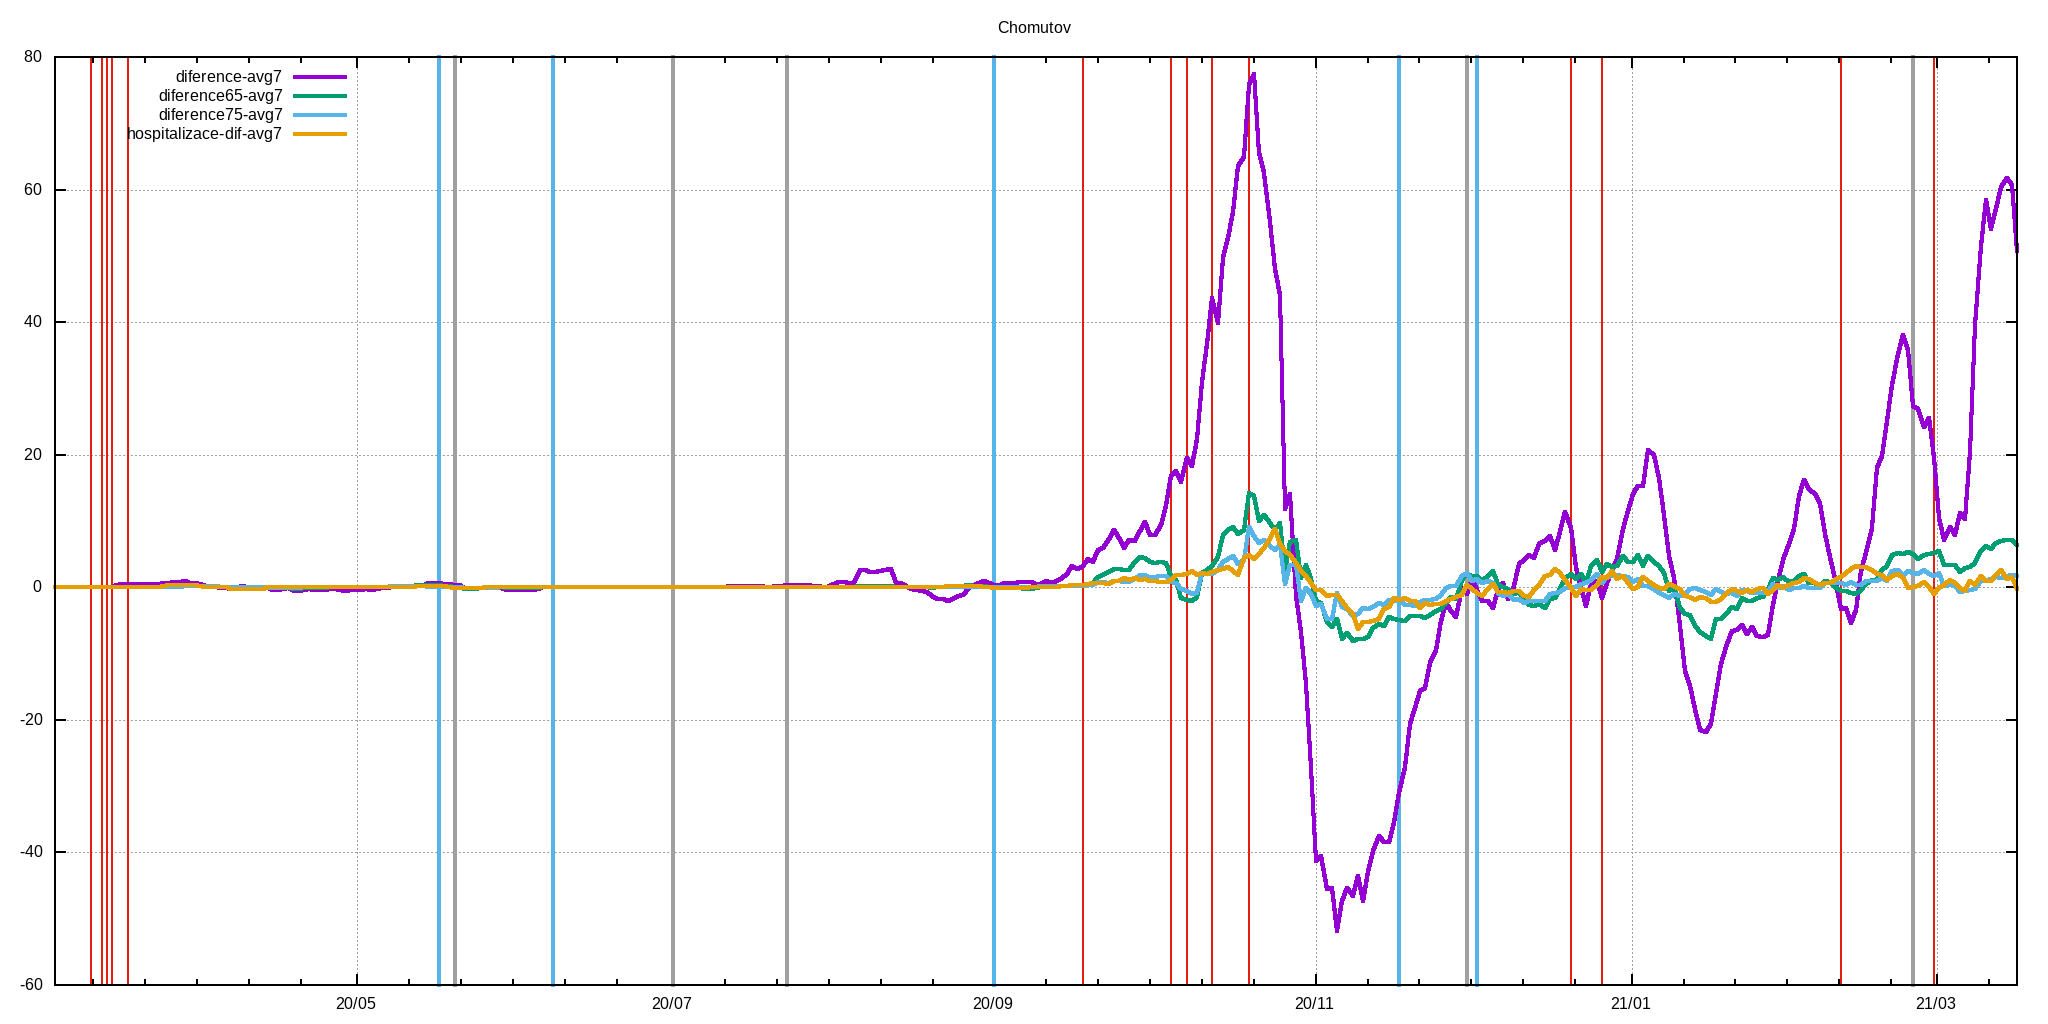 Chomutov
80
60
40
20
0
-20
-40
-60
diference-avg7
diference65-avg7
diference75-avg7
hospitalizace-dif-avg7
20/05
20/07
20/09
20/11
21/01
21/03